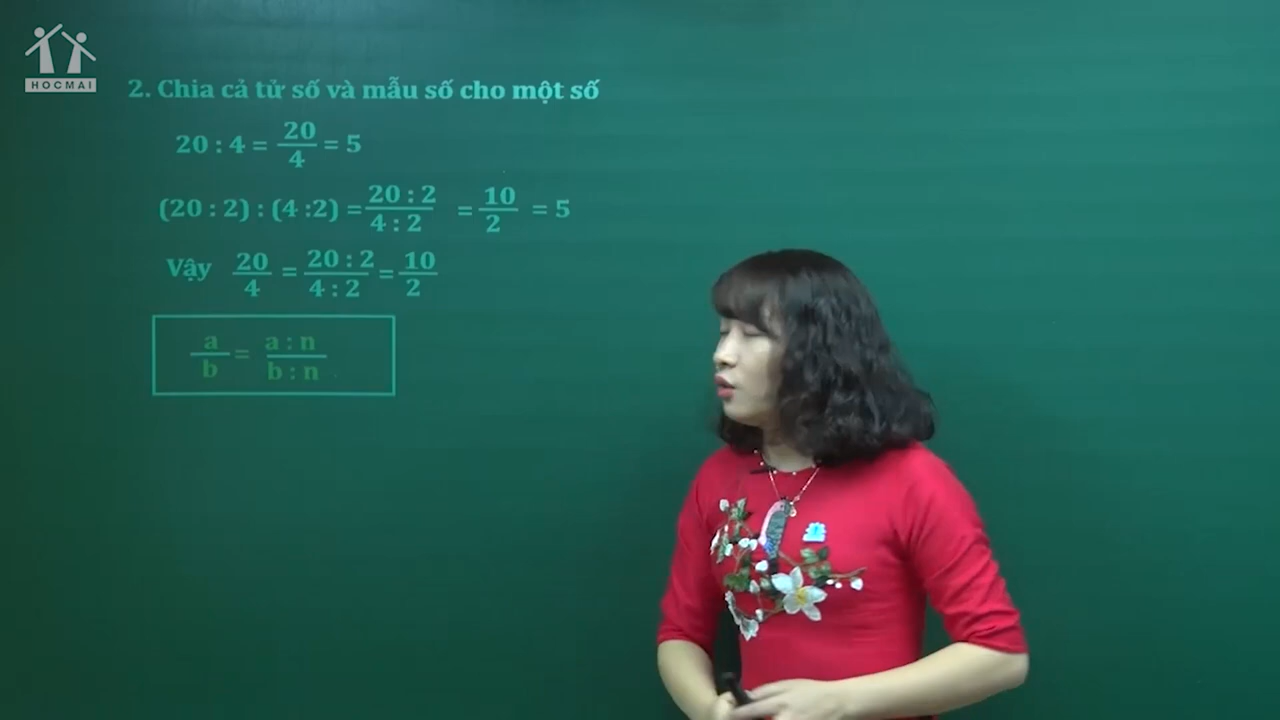 HOCMAI
2. Chia cả tử số và mẫu số cho một số
20 : 4 = 20/4 = 5
(20 : 2) : (4 :2) = 20 : 2/4 : 2 = 10/2 = 5
Vậy 20/4 = 20 : 2/4 : 2 = 10/2
a/b = a : n/b : n